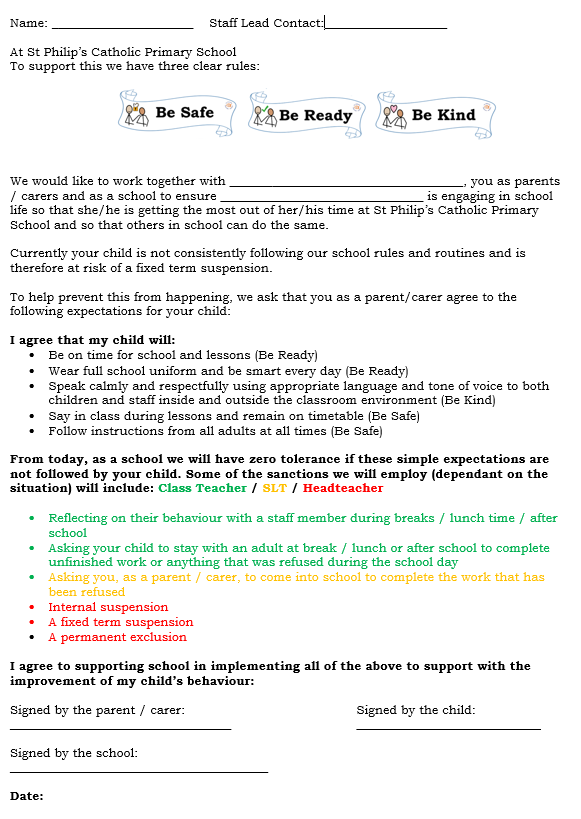 Name: ______________________ Staff Lead Contact:___________________
At St Philip's Catholic Primary School
To support this we have three clear rules:
Be Safe Be Ready Be Kind
We would like to work together with ____________________________________, you as parents
/ carers and as a school to ensure ________________________________ is engaging in school
life so that she/he is getting the most out of her/his time at St Philip's Catholic Primary
School and so that others in school can do the same.
Currently your child is not consistently following our school rules and routines and is
therefore at risk of a fixed term suspension.
To help prevent this from happening, we ask that you as a parent/carer agree to the
following expectations for your child:
I agree that my child will:
• Be on time for school and lessons (Be Ready)
• Wear full school uniform and be smart every day (Be Ready)
• Speak calmly and respectfully using appropriate language and tone of voice to both
children and staff inside and outside the classroom environment (Be Kind)
• Say in class during lessons and remain on timetable (Be Safe)
• Follow instructions from all adults at all times (Be Safe)
From today, as a school we will have zero tolerance if these simple expectations are
not followed by your child. Some of the sanctions we will employ (dependant on the
situation) will include: Class Teacher / SLT / Headteacher
• Reflecting on their behaviour with a staff member during breaks / lunch time / after
school
• Asking your child to stay with an adult at break / lunch or after school to complete
unfinished work or anything that was refused during the school day
• Asking you, as a parent / carer, to come into school to complete the work that has
been refused
• Internal suspension
• A fixed term suspension
• A permanent exclusion
I agree to supporting school in implementing all of the above to support with the
improvement of my child's behaviour:
Signed by the parent / carer: Signed by the child:
__________________________________ ____________________________
Signed by the school:
________________________________________
Date: